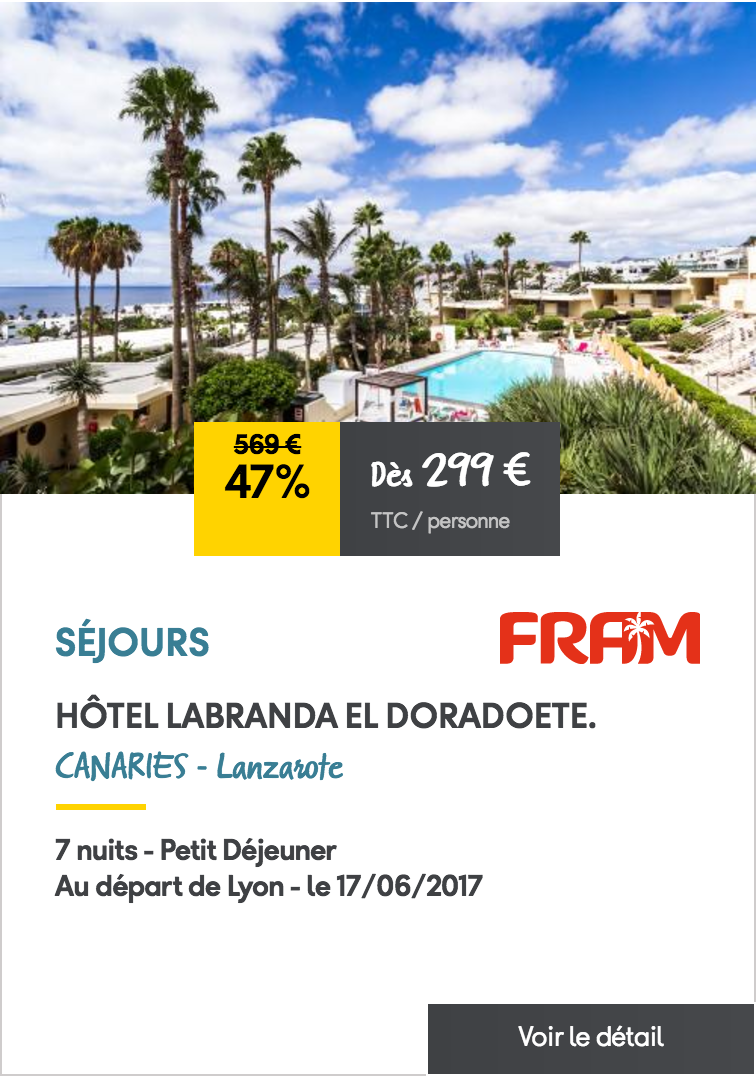 569 €
47%
Dès 299 €
TTC / personne
SÉJOURS
FRAM
HÔTEL LABRANDA EL DORADOETE.
CANARIES - Lanzarote
7 nuits - Petit Déjeuner
Au départ de Lyon - le 17/06/2017
Voir le détail